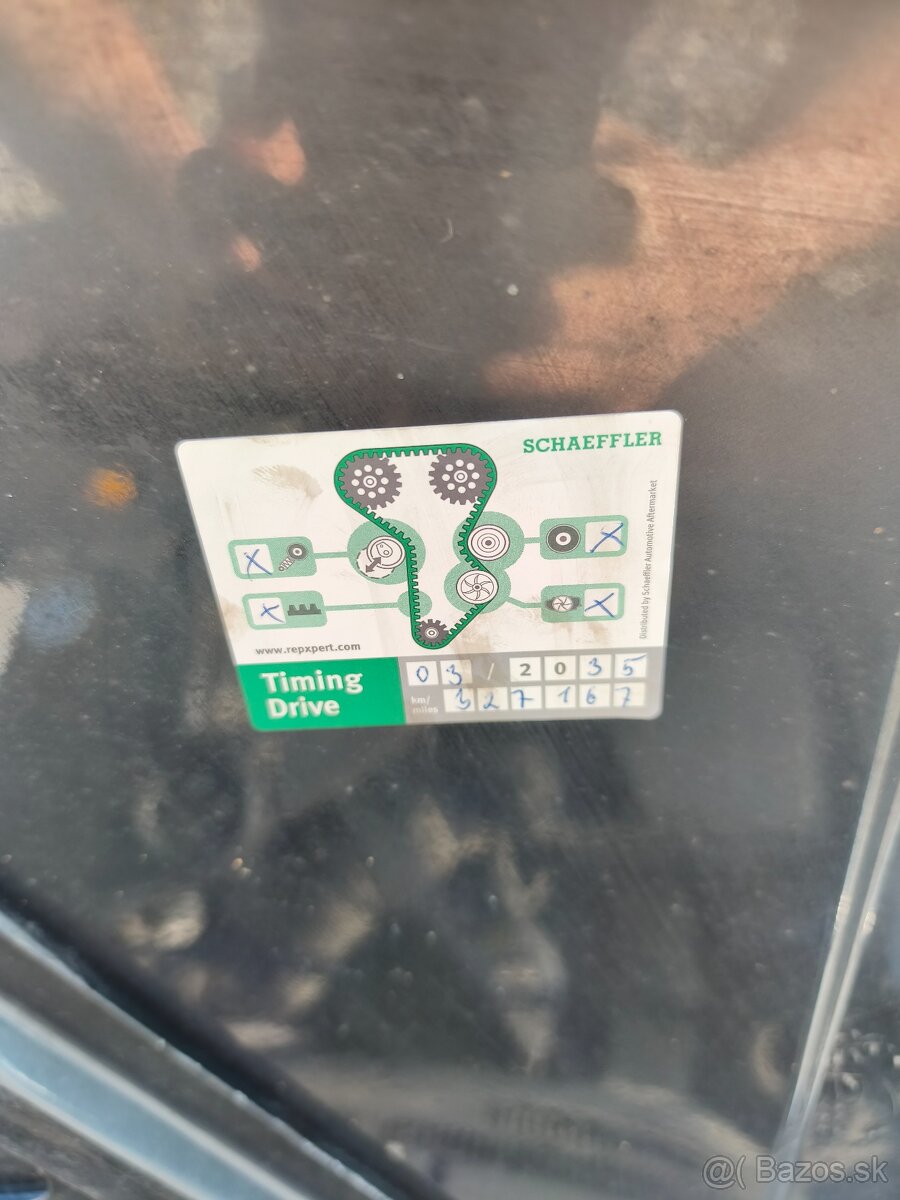 SCHAEFFLER
Distributed by Schaeffler Automotive Aftermarket
www.repxpert.com
Timing
Drive
03/2035
km/
miles
327167
@( Bazos.sk